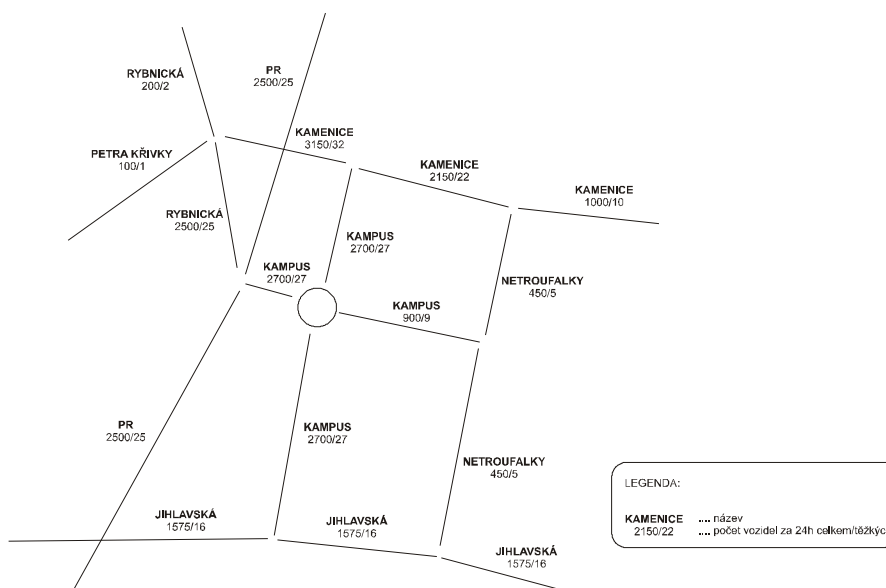 PR
2500/25
RYBNICKÁ
200/2
KAMENICE
3150/32
PETRA KŘIVKY
100/1
KAMENICE
2150/22
KAMENICE
1000/10
RYBNICKÁ
2500/25
KAMPUS
2700/27
KAMPUS
2700/27
NETROUFALKY
450/5
KAMPUS
900/9
PR
2500/25
KAMPUS
2700/27
NETROUFALKY
450/5
JIHLAVSKÁ
1575/16
JIHLAVSKÁ
1575/16
JIHLAVSKÁ
1575/16
LEGENDA:
KAMENICE .... název
2150/22 .... počet vozidel za 24h celkem/těžkýc